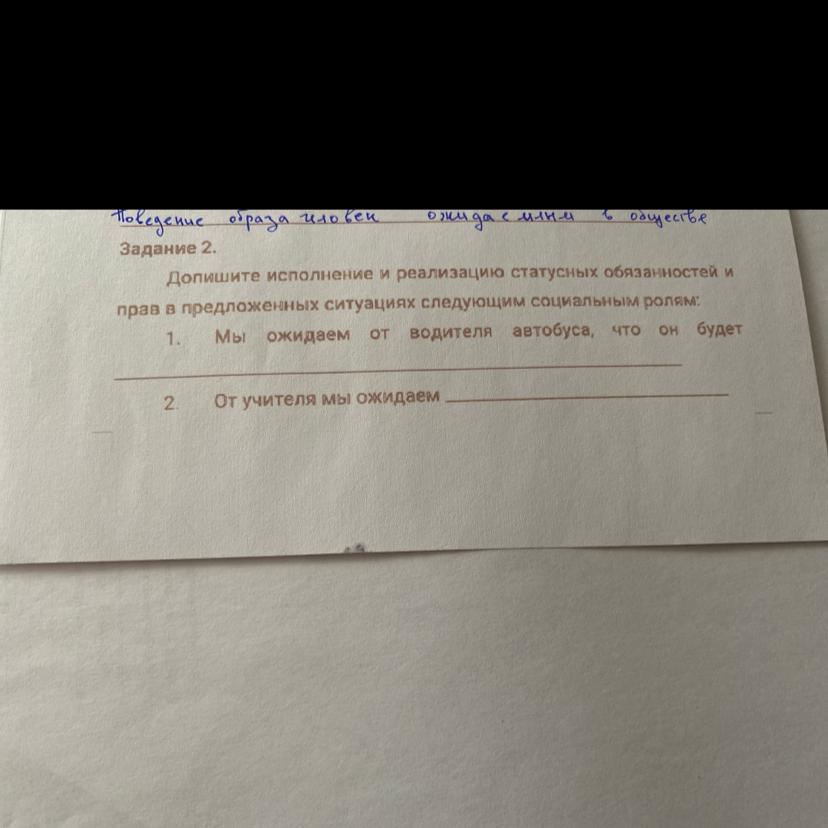 Поведение образа человек ожидаемым в обществе
Задание 2.
Допишите исполнение и реализацию статусных обязанностей и
прав в предложенных ситуациях следующим социальным ролям:
1. Мы ожидаем от водителя автобуса, что он будет
2. От учителя мы ожидаем